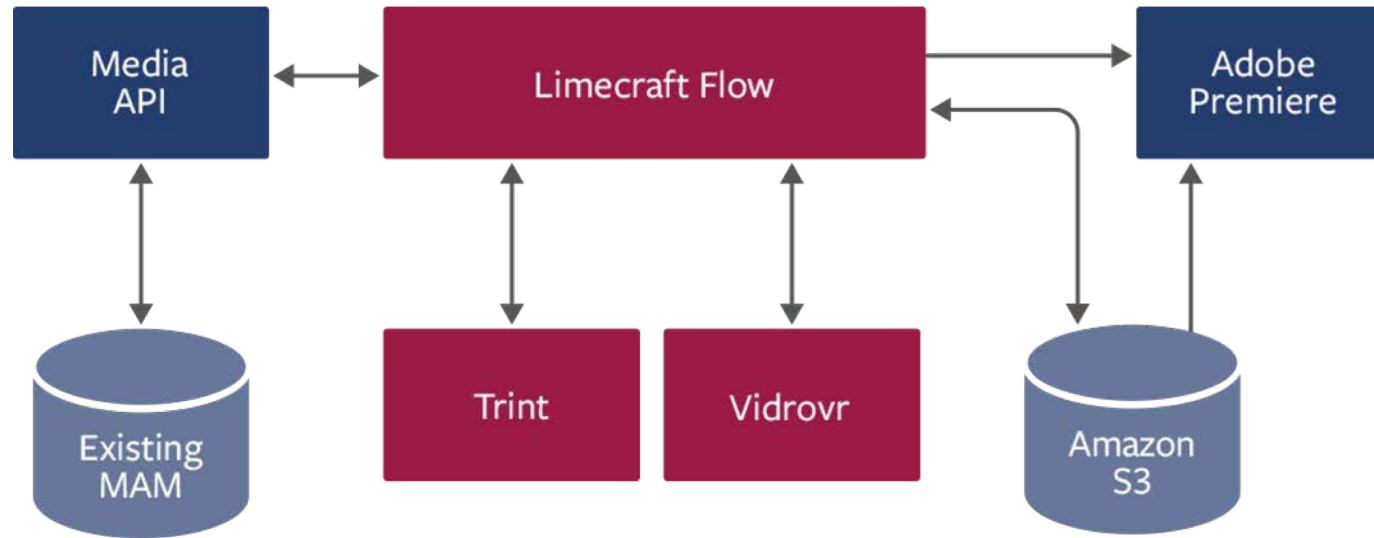 Media
API
Limecraft Flow
Adobe
Premiere
Trint
Vidrovr
Existing
MAM
Amazon
S3